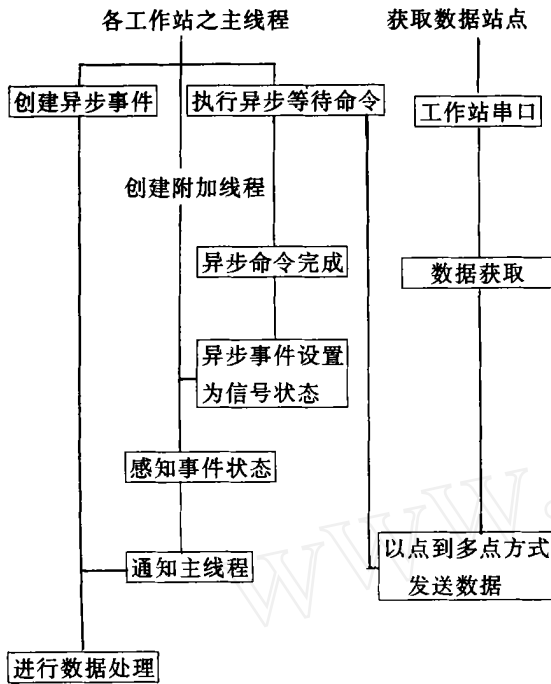 各工作站之主线程
获取数据站点
创建异步事件
执行异步等待命令
工作站串口
创建附加线程
异步命令完成
数据获取
异步事件设置
为信号状态
感知事件状态
以点到多点方式
发送数据
通知主线程
进行数据处理
www.